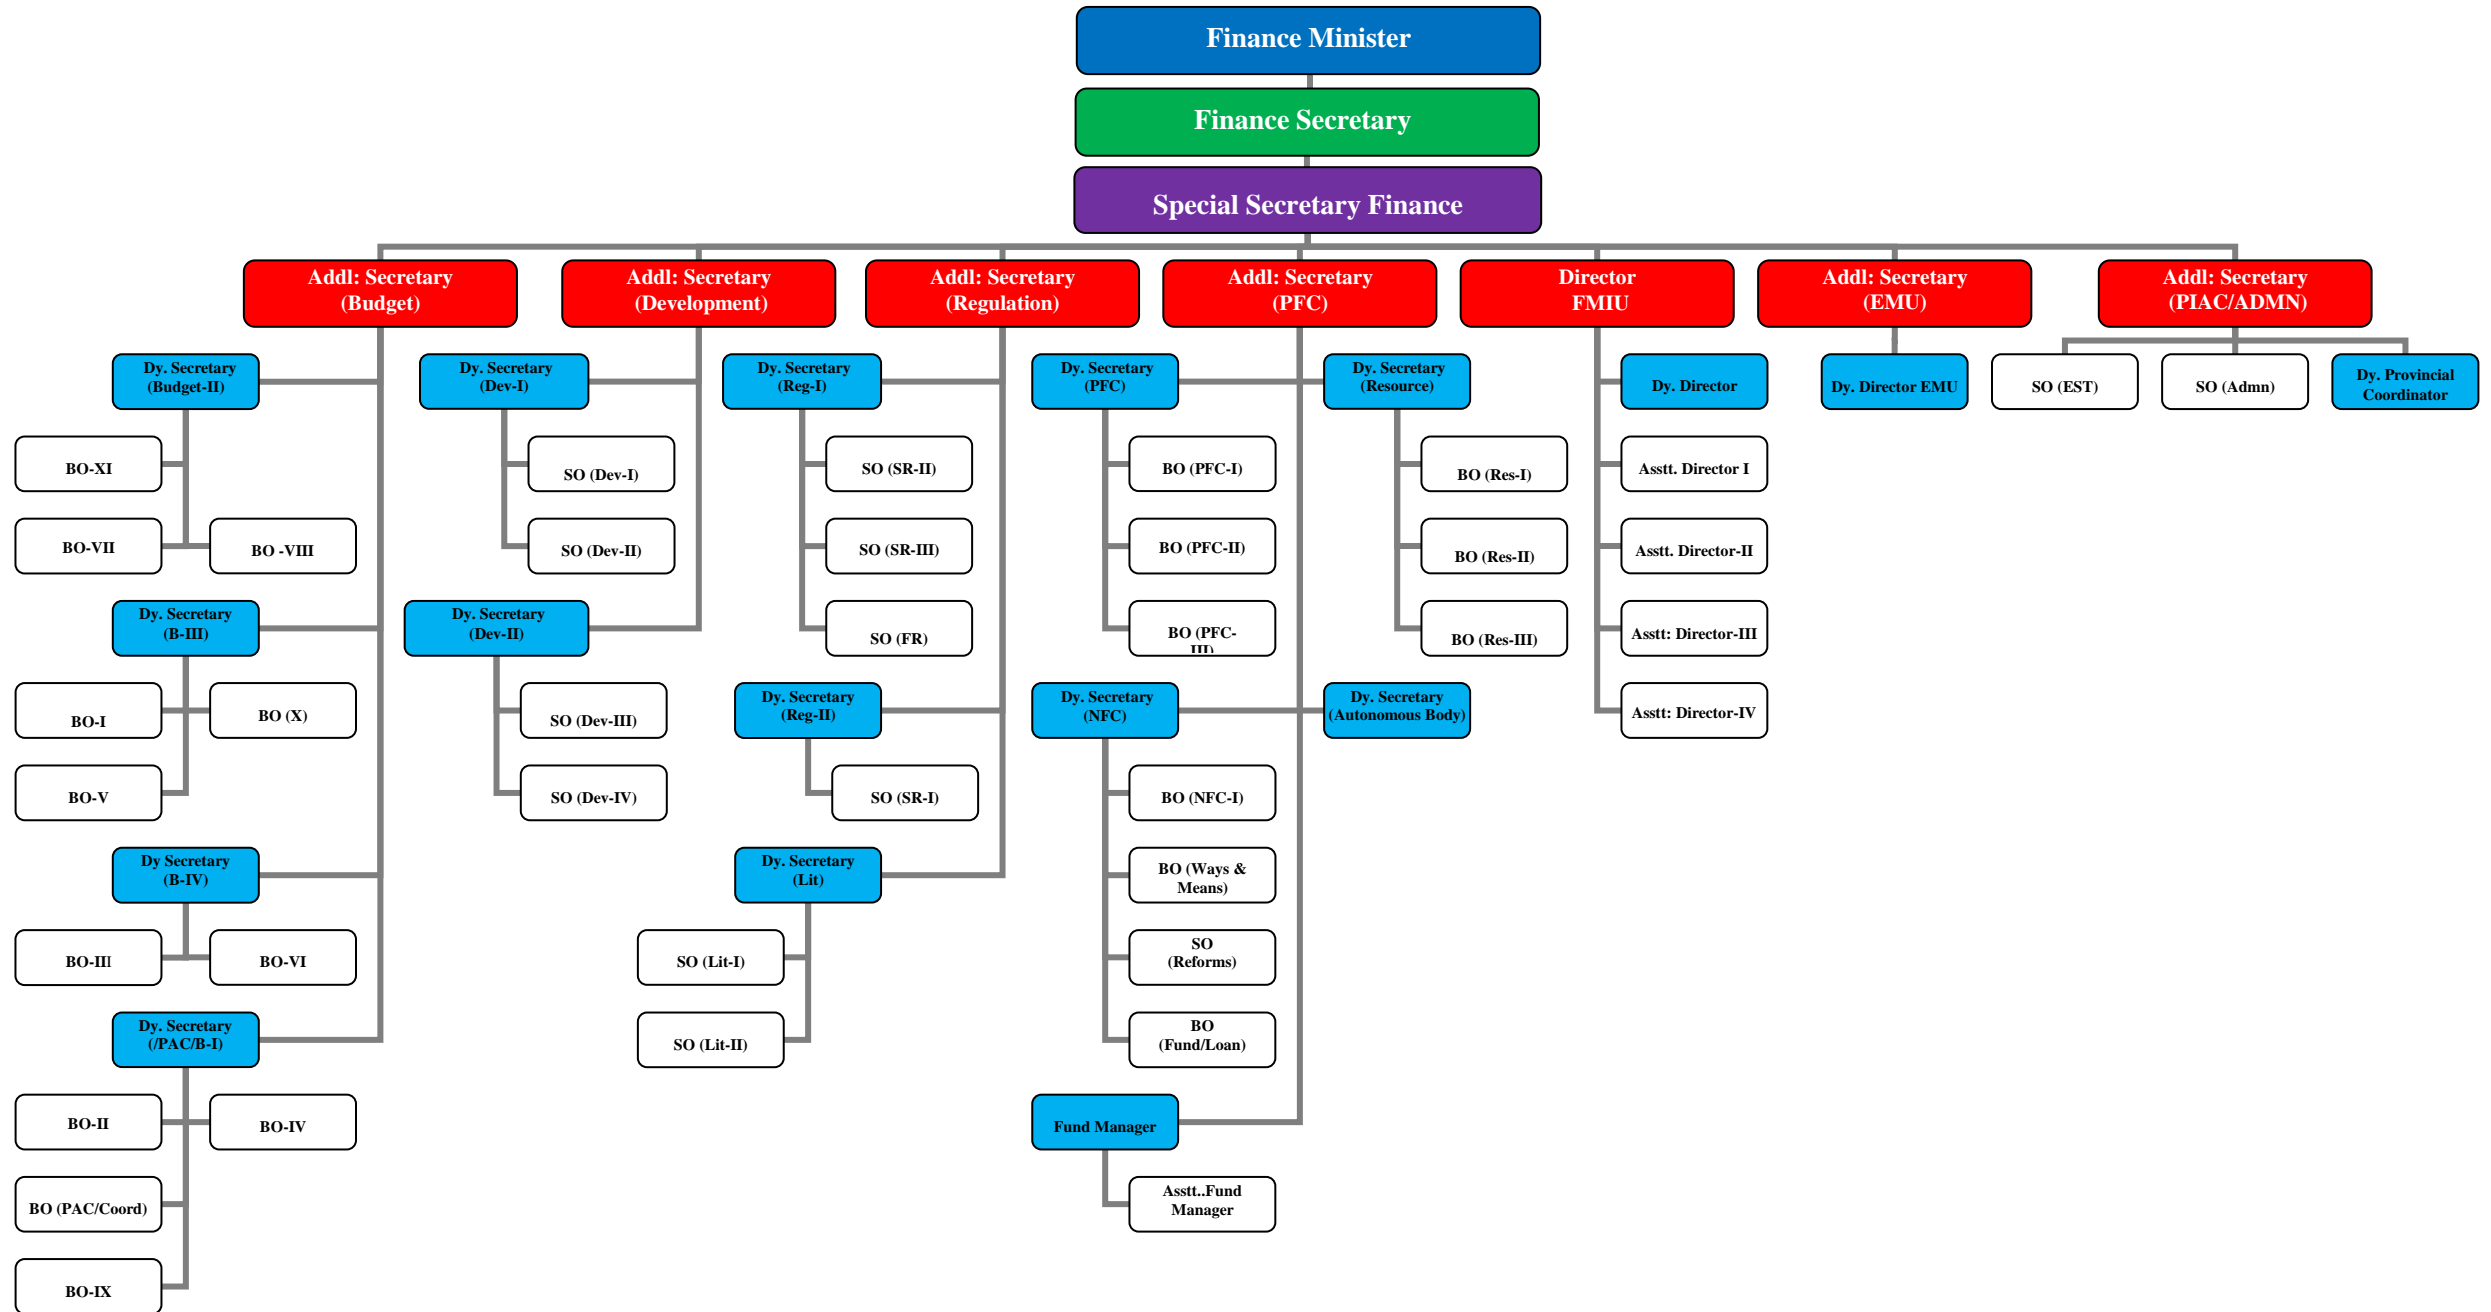 Finance Minister
Finance Secretary
Special Secretary Finance
Addl: Secretary
(Budget)
Addl: Secretary
(Development)
Addl: Secretary
(Regulation)
Addl: Secretary
(PFC)
Director
FMIU
Addl: Secretary
(EMU)
Addl: Secretary
(PIAC/ADMN)
Dy. Secretary
(Budget-II)
Dy. Secretary
(Dev-I)
Dy. Secretary
(Reg-I)
Dy. Secretary
(PFC)
Dy. Secretary
(Resource)
Dy. Director
Dy. Director EMU
SO (EST)
SO (Admn)
Dy. Provincial
Coordinator
BO-XI
SO (Dev-I)
SO (SR-II)
BO (PFC-I)
BO (Res-I)
Asstt. Director I
BO-VII
BO -VIII
SO (Dev-II)
SO (SR-III)
BO (PFC-II)
BO (Res-II)
Asstt. Director-II
Dy. Secretary
(B-III)
Dy. Secretary
(Dev-II)
SO (FR)
BO (PFC-
III)
BO (Res-III)
Asstt: Director-III
BO-I
BO (X)
SO (Dev-III)
Dy. Secretary
(Reg-II)
Dy. Secretary
(NFC)
Dy. Secretary
(Autonomous Body)
Asstt: Director-IV
BO-V
SO (Dev-IV)
SO (SR-I)
BO (NFC-I)
Dy Secretary
(B-IV)
Dy. Secretary
(Lit)
BO (Ways &
Means)
BO-III
BO-VI
SO (Lit-I)
SO
(Reforms)
Dy. Secretary
(/PAC/B-I)
SO (Lit-II)
BO
(Fund/Loan)
BO-II
BO-IV
Fund Manager
BO (PAC/Coord)
Asstt..Fund
Manager
BO-IX